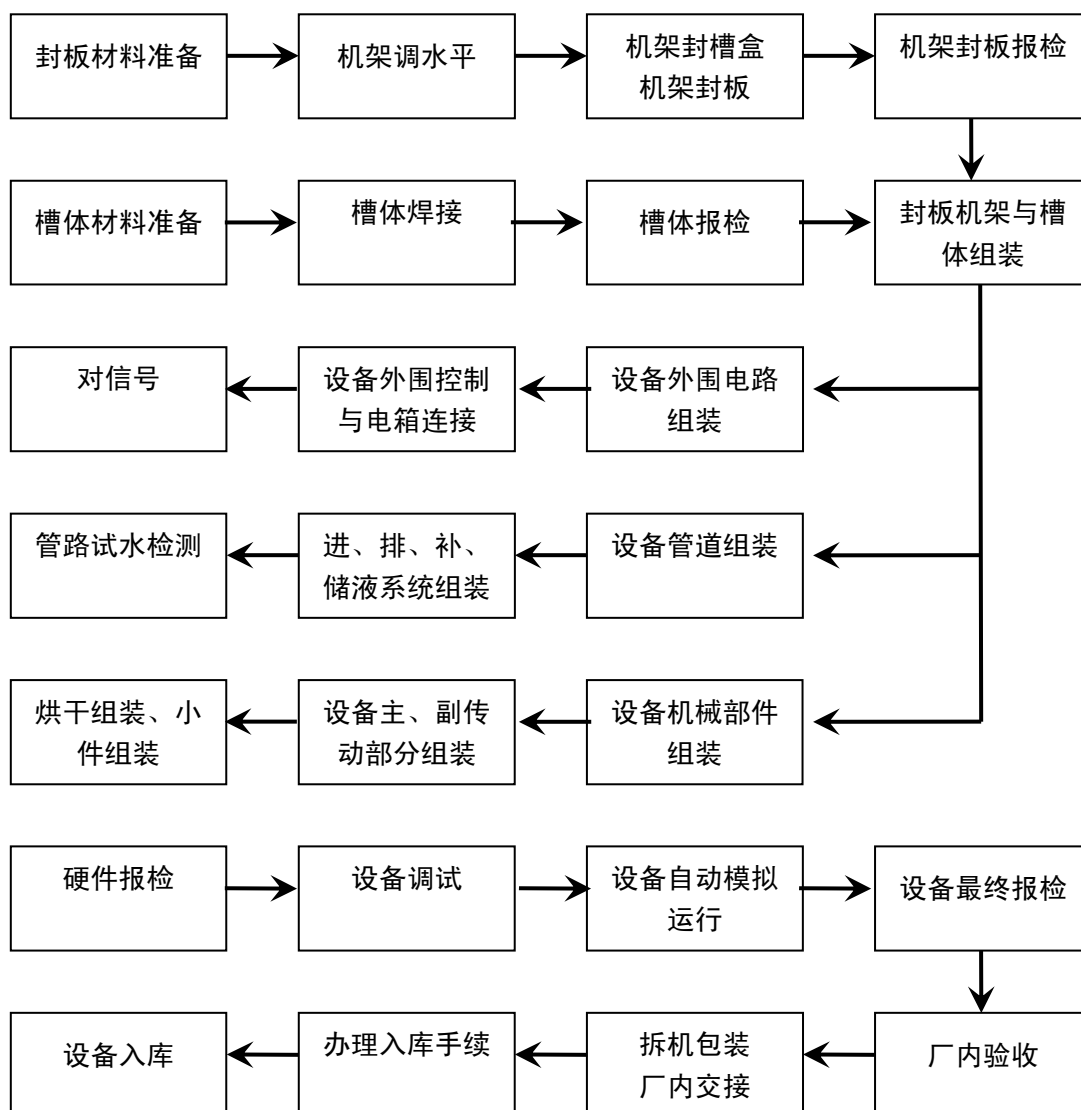 封板材料准备
机架调水平
机架封槽盒
机架封板
机架封板报检
槽体材料准备
槽体焊接
槽体报检
封板机架与槽
体组装
对信号
设备外围控制
与电箱连接
设备外围电路
组装
管路试水检测
进、排、补、
储液系统组装
设备管道组装
烘干组装、小
件组装
设备主、副传
动部分组装
设备机械部件
组装
硬件报检
设备调试
设备自动模拟
运行
设备最终报检
设备入库
办理入库手续
拆机包装
厂内交接
厂内验收